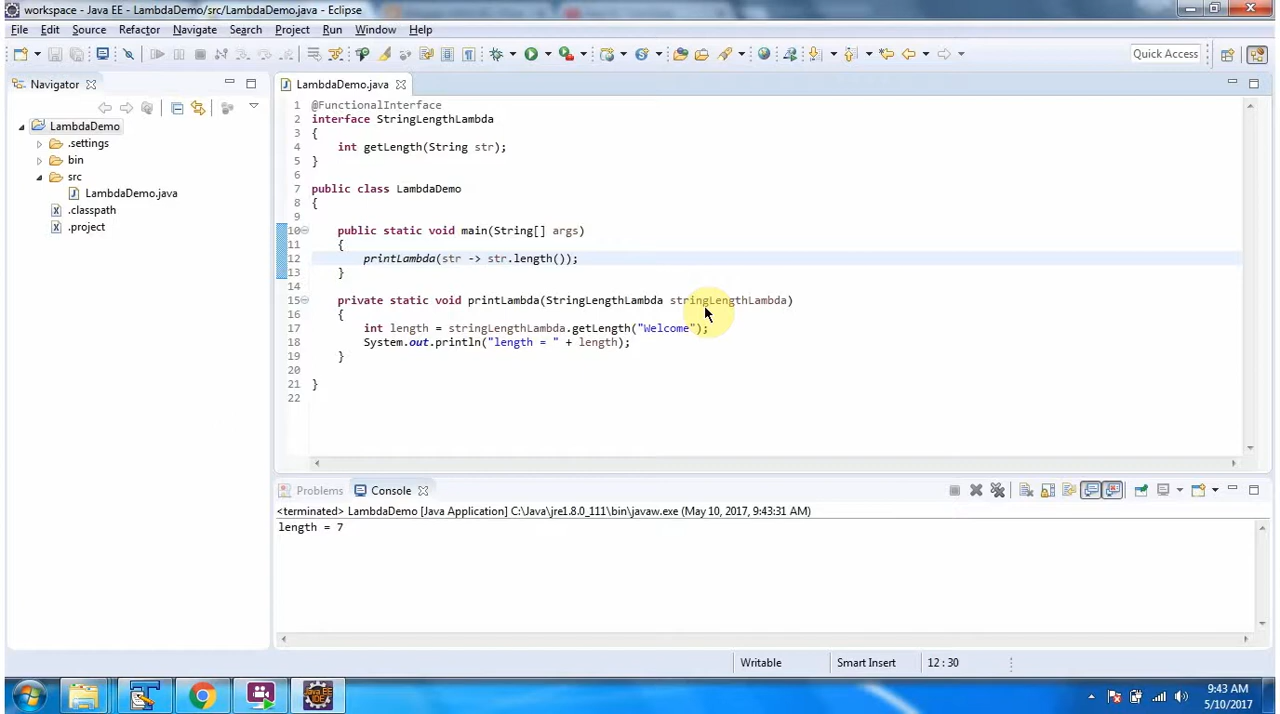 workspace - Java EE - LambdaDemo/src/LambdaDemo.java - Eclipse
File Edit Source Refactor Navigate Search Project Run Window Help
Quick Access
Navigator
LambdaDemo
.settings
bin
src
LambdaDemo.java
.classpath
.project
LambdaDemo.java
1 @FunctionalInterface
2 interface StringLengthLambda
3 {
4 int getLength(String str);
5 }
6
7 public class LambdaDemo
8 {
9
10 public static void main(String[] args)
11 {
12 printLambda(str -> str.length());
13 }
14
15 private static void printLambda(StringLengthLambda stringLengthLambda)
16 {
17 int length = stringLengthLambda.getLength("Welcome");
18 System.out.println("length = " + length);
19 }
20
21 }
22
Problems Console
<terminated> LambdaDemo [Java Application] C:\Java\jre1.8.0_111\bin\javaw.exe (May 10, 2017, 9:43:31 AM)
length = 7
Writable Smart Insert 12 : 30
Java EE
IDE
9:43 AM
5/10/2017